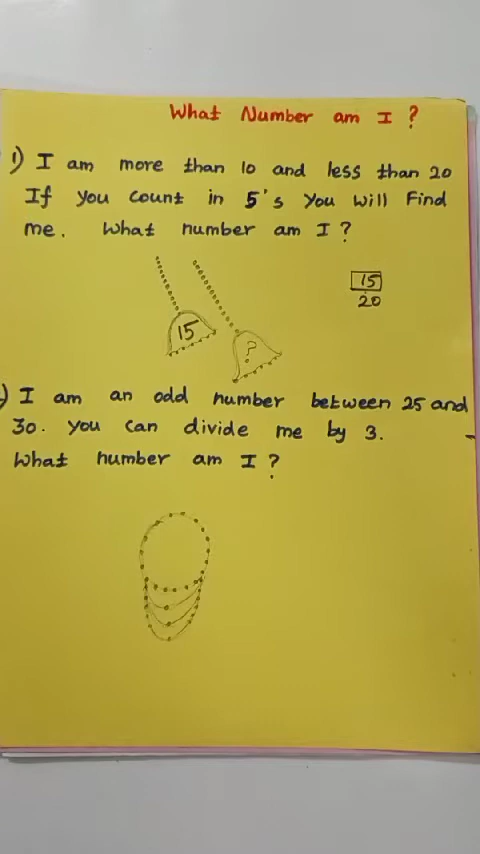 What Number am I ?
1) I am more than 10 and less than 20
If you count in 5's you will Find
me. What number am I ?
15
20
15
?
I am an odd number between 25 and
30. you can divide me by 3.
What number am I ?